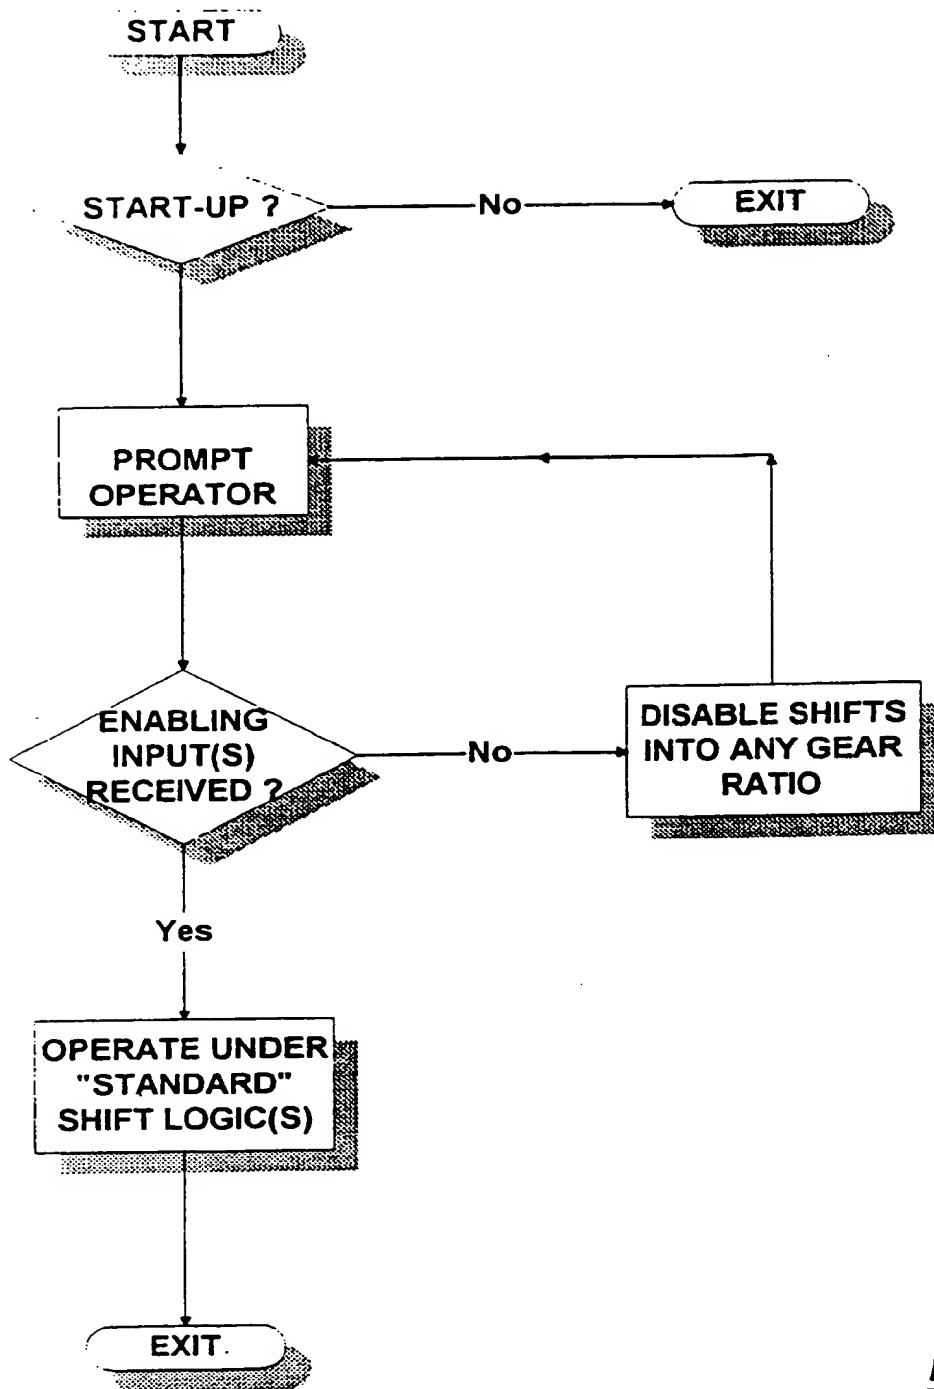 START
START-UP ?
No
EXIT
PROMPT
OPERATOR
ENABLING
INPUT(S)
RECEIVED ?
No
DISABLE SHIFTS
INTO ANY GEAR
RATIO
Yes
OPERATE UNDER
"STANDARD"
SHIFT LOGIC(S)
EXIT